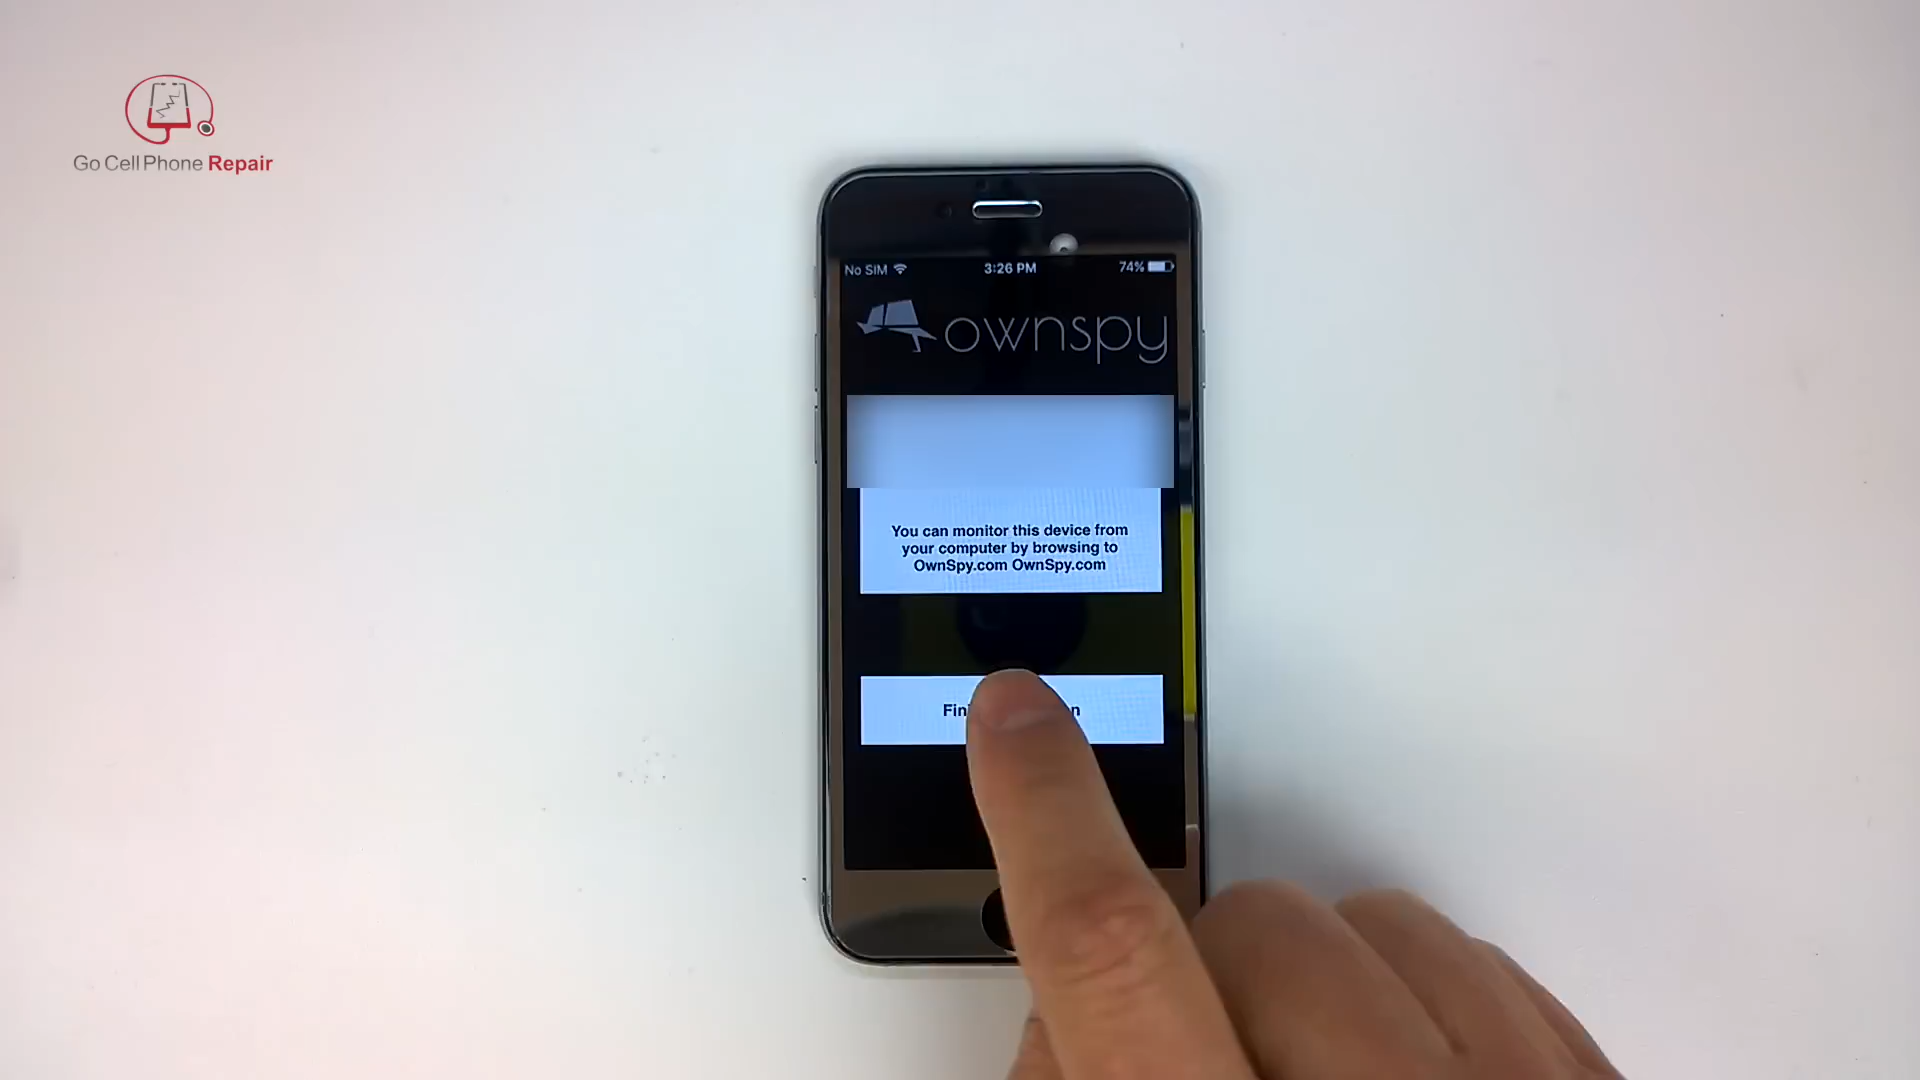 Go Cell Phone Repair
No SIM 3:26 PM 74%
ownspy
You can monitor this device from
your computer by browsing to
OwnSpy.com OwnSpy.com